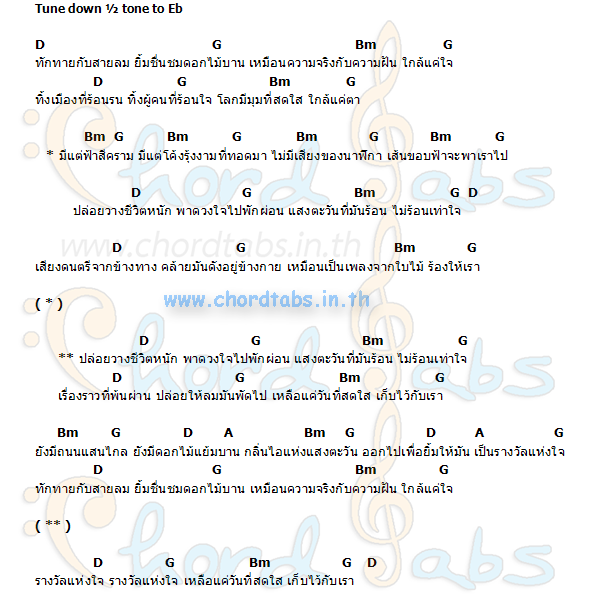 Tune down ½ tone to Eb
D G Bm G
ทักทายกับสายลม ยิ้มชื่นชมดอกไม้บาน เหมือนความจริงกับความฝัน ใกล้แค่ใจ
D G Bm G
ทิ้งเมืองที่ร้อนรน ทิ้งผู้คนที่ร้อนใจ โลกมีมุมที่สดใส ใกล้แค่ตา
Bm G Bm G Bm G Bm G
* มีแต่ฟ้าสีคราม มีแต่โค้งรุ้งงามที่ทอดมา ไม่มีเสียงของนาฬิกา เส้นขอบฟ้าจะพาเราไป
D G Bm G D
ปล่อยวางชีวิตหนัก พาดวงใจไปพักผ่อน แสงตะวันที่มันร้อน ไม่ร้อนเท่าใจ
www.chordtabs.in.th
D G Bm G
เสียงดนตรีจากข้างทาง คล้ายมันดังอยู่ข้างกาย เหมือนเป็นเพลงจากใบไม้ ร้องให้เรา
( * )
www.chordtabs.in.th
D G Bm G
** ปล่อยวางชีวิตหนัก พาดวงใจไปพักผ่อน แสงตะวันที่มันร้อน ไม่ร้อนเท่าใจ
D G Bm G
เรื่องราวที่พ้นผ่าน ปล่อยให้ลมมันพัดไป เหลือแค่วันที่สดใส เก็บไว้กับเรา
Bm G D A Bm G D A G
ยังมีถนนแสนไกล ยังมีดอกไม้แย้มบาน กลิ่นไอแห่งแสงตะวัน ออกไปเพื่อยิ้มให้มัน เป็นรางวัลแห่งใจ
D G Bm G
ทักทายกับสายลม ยิ้มชื่นชมดอกไม้บาน เหมือนความจริงกับความฝัน ใกล้แค่ใจ
( ** )
D G Bm G D
รางวัลแห่งใจ รางวัลแห่งใจ เหลือแค่วันที่สดใส เก็บไว้กับเรา